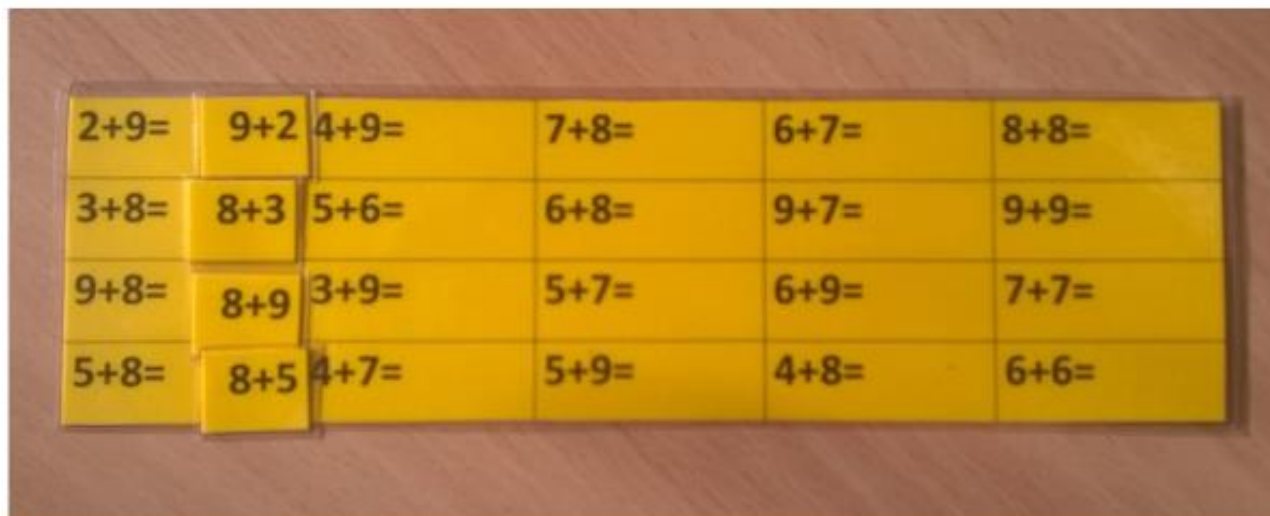 2+9= 9+2 4+9= 7+8= 6+7= 8+8=
3+8= 8+3 5+6= 6+8= 9+7= 9+9=
9+8= 8+9 3+9= 5+7= 6+9= 7+7=
5+8= 8+5 4+7= 5+9= 4+8= 6+6=